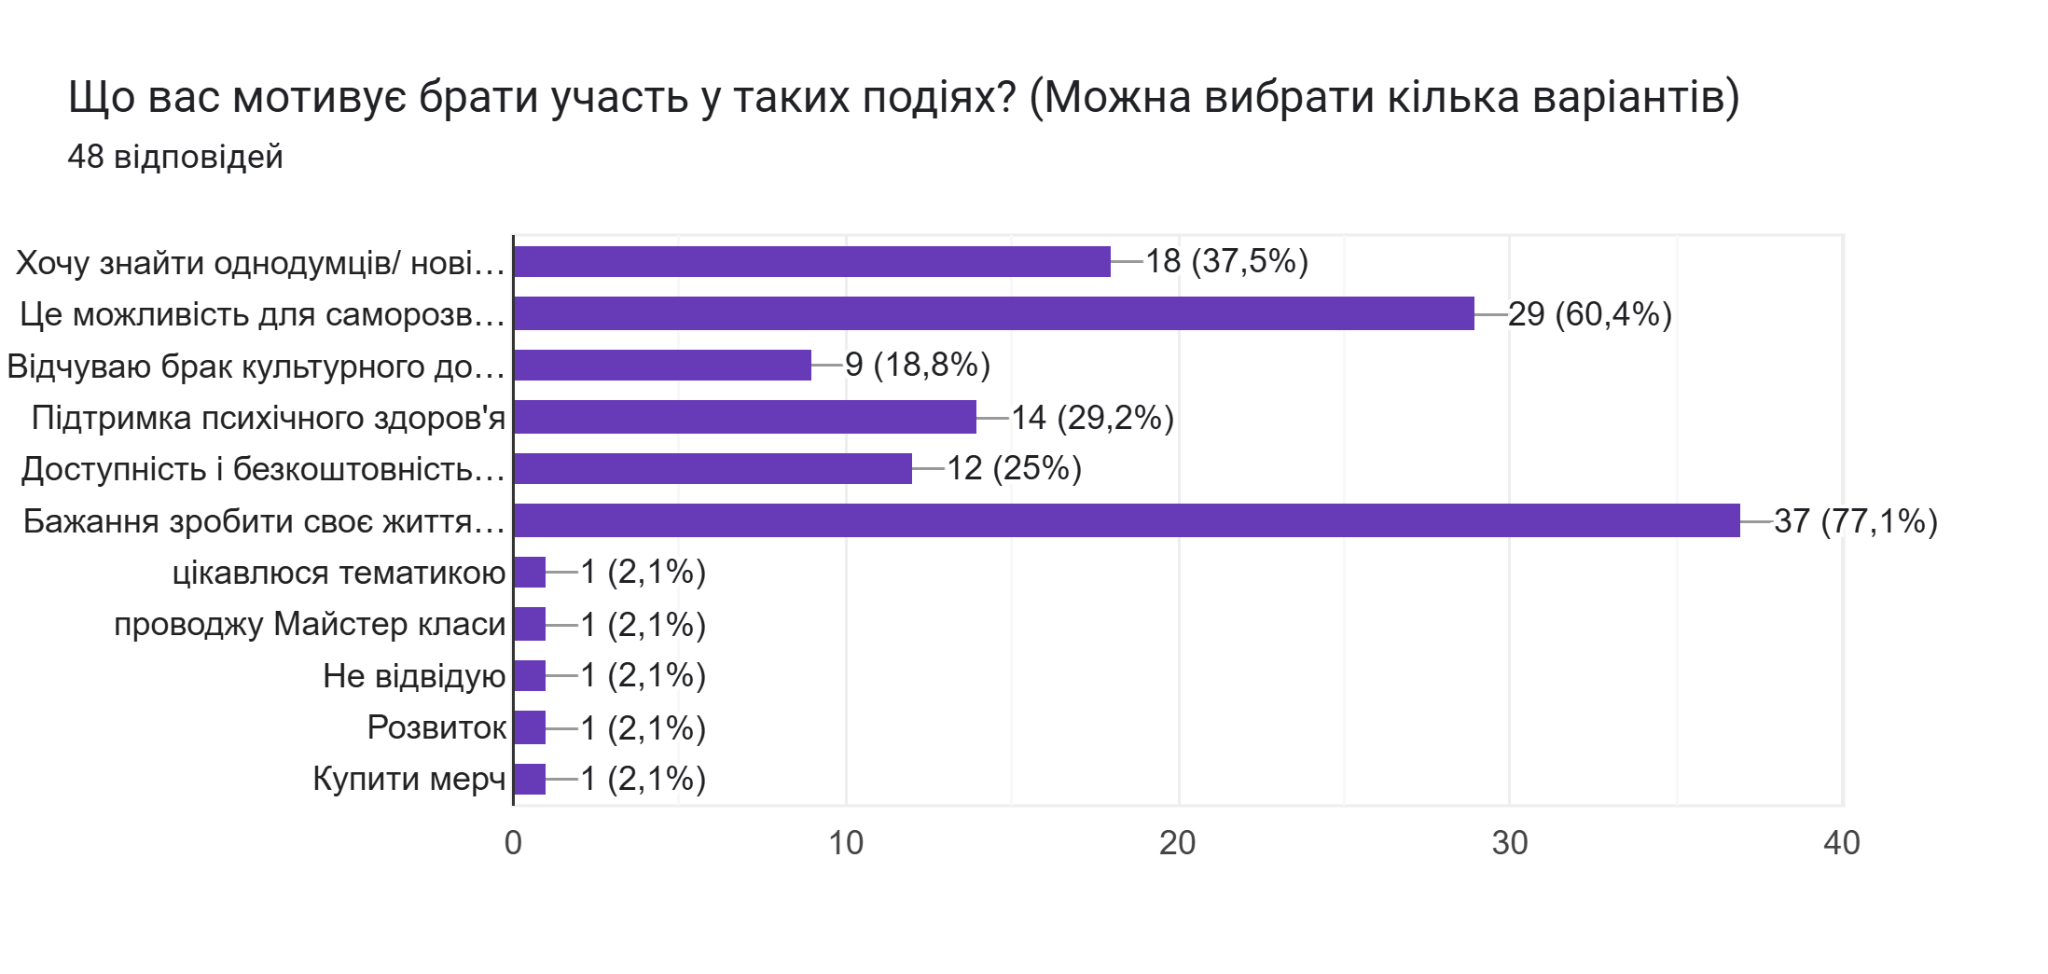 Що вас мотивує брати участь у таких подіях? (Можна вибрати кілька варіантів)
48 відповідей
Хочу знайти однодумців/ нові… 18 (37,5%)
Це можливість для саморозв… 29 (60,4%)
Відчуваю брак культурного до… 9 (18,8%)
Підтримка психічного здоров'я 14 (29,2%)
Доступність і безкоштовність… 12 (25%)
Бажання зробити своє життя… 37 (77,1%)
цікавлюся тематикою 1 (2,1%)
проводжу Майстер класи 1 (2,1%)
Не відвідую 1 (2,1%)
Розвиток 1 (2,1%)
Купити мерч 1 (2,1%)
0 10 20 30 40